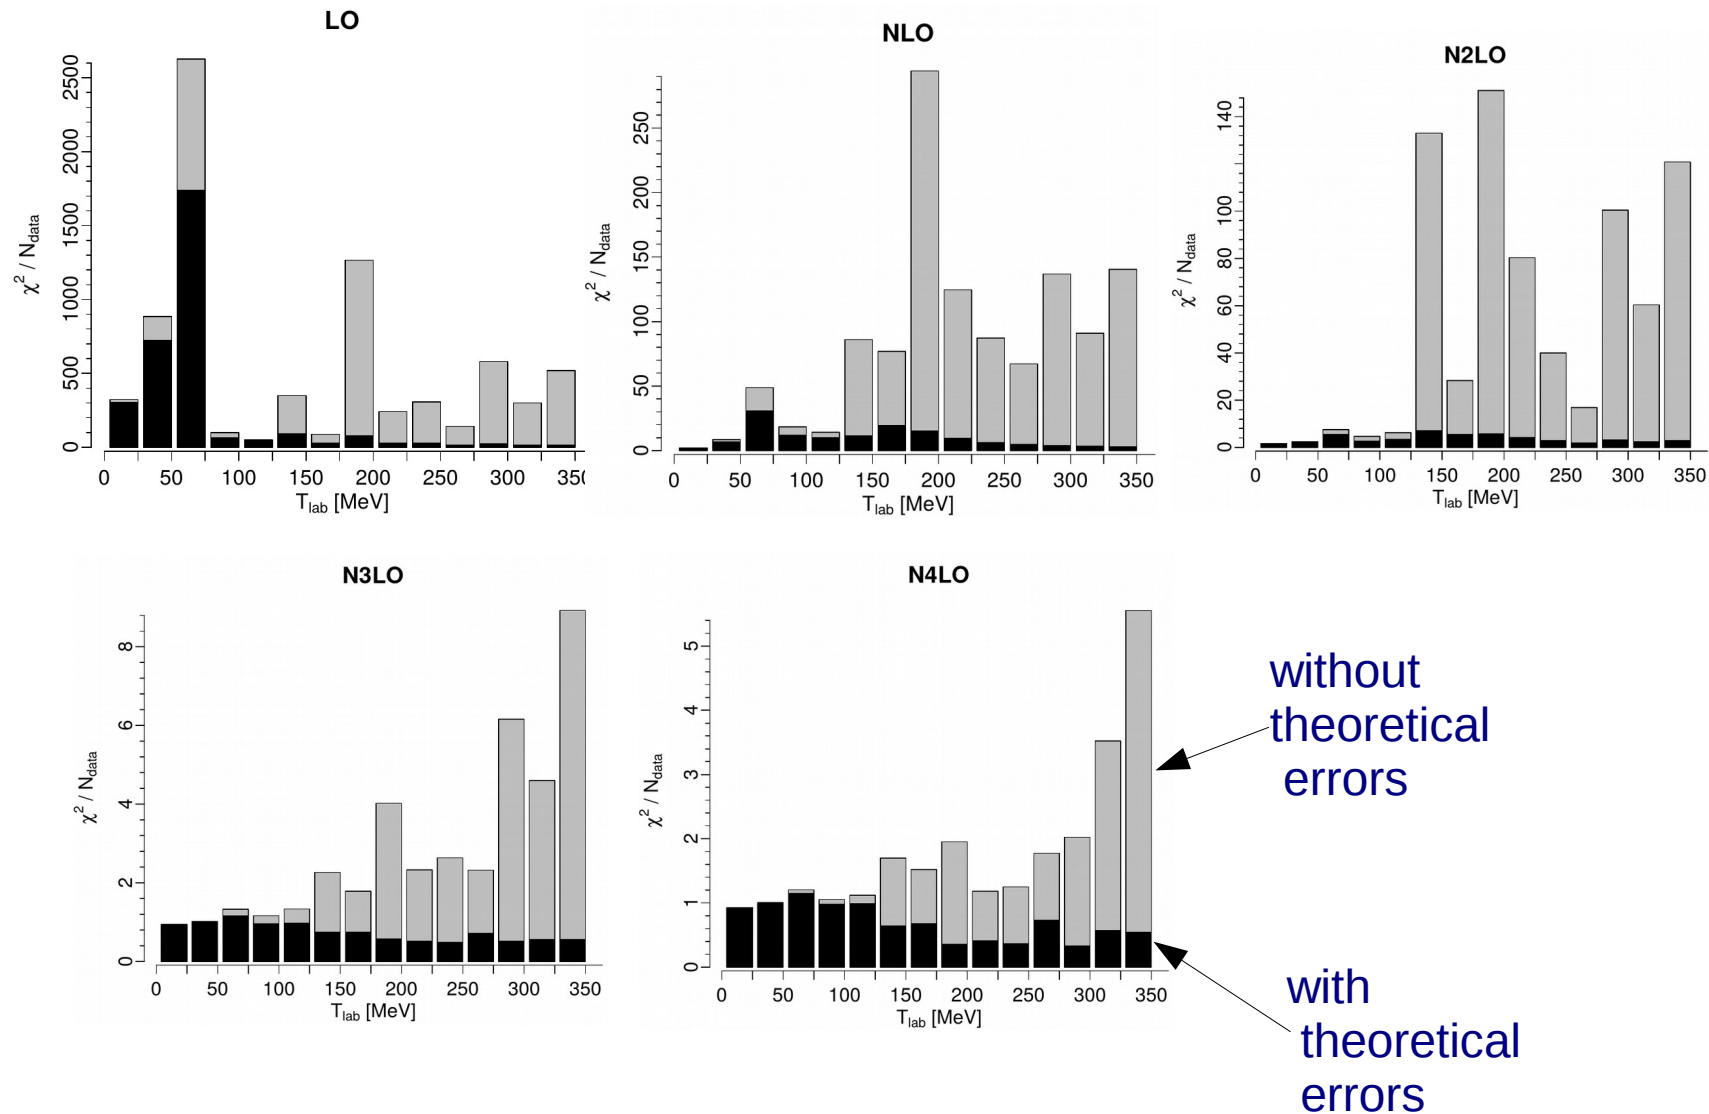 LO
χ² / N_data
0
500
1000
1500
2000
2500
0 50 100 150 200 250 300 35
T_lab [MeV]
NLO
χ² / N_data
0
50
100
150
200
250
0 50 100 150 200 250 300 350
T_lab [MeV]
N2LO
χ² / N_data
0
20
40
60
80
100
140
0 50 100 150 200 250 300 350
T_lab [MeV]
N3LO
χ² / N_data
0
2
4
6
8
0 50 100 150 200 250 300 350
T_lab [MeV]
N4LO
χ² / N_data
0
1
2
3
4
5
0 50 100 150 200 250 300 350
T_lab [MeV]
without
theoretical
errors
with
theoretical
errors